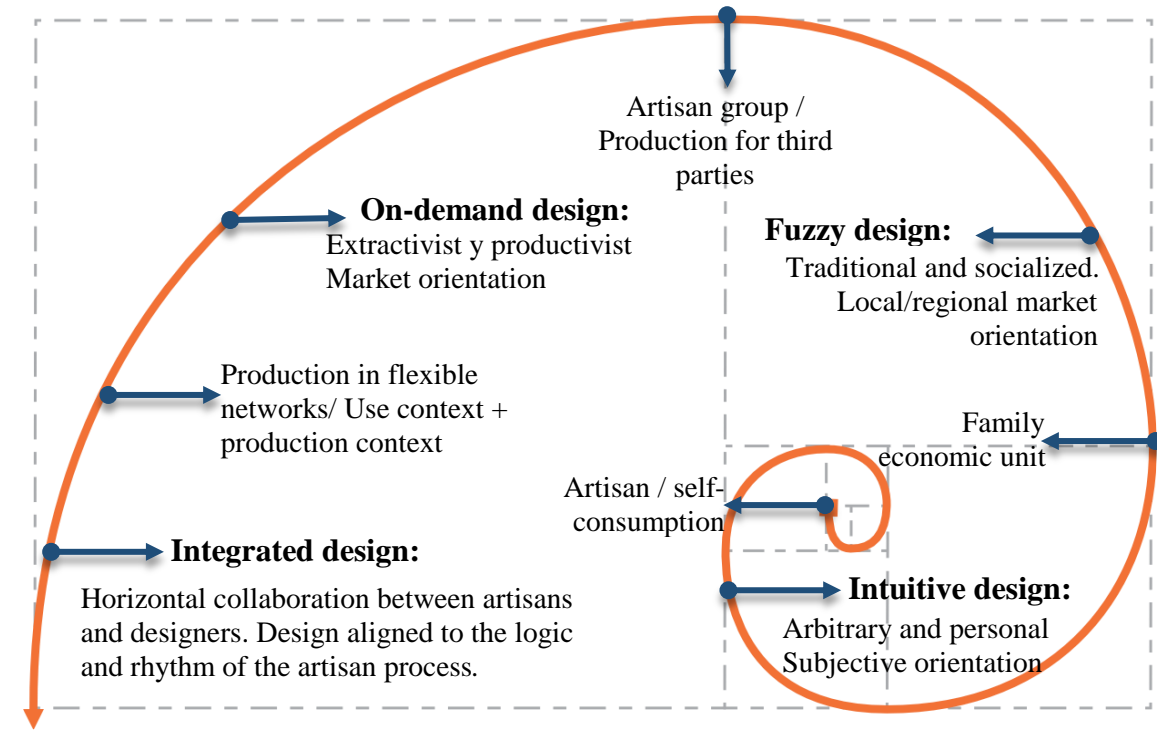 Artisan group /
Production for third
parties
On-demand design:
Extractivist y productivist
Market orientation
Fuzzy design:
Traditional and socialized.
Local/regional market
orientation
Production in flexible
networks/ Use context +
production context
Family
economic unit
Artisan / self-
consumption
Integrated design:
Horizontal collaboration between artisans
and designers. Design aligned to the logic
and rhythm of the artisan process.
Intuitive design:
Arbitrary and personal
Subjective orientation